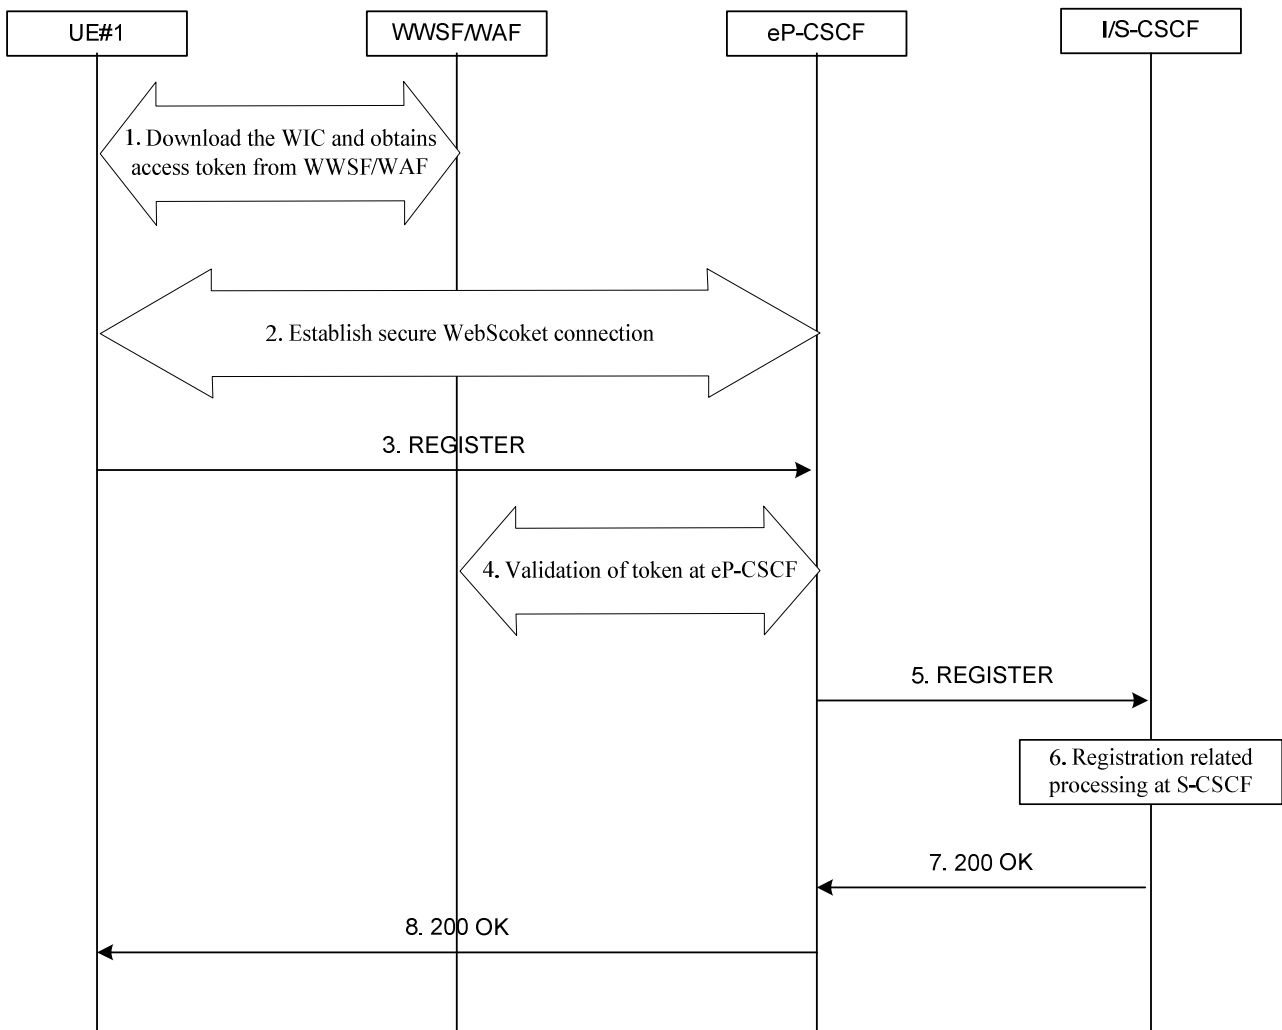 UE#1
WWSF/WAF
eP-CSCF
I/S-CSCF
1. Download the WIC and obtains
access token from WWSF/WAF
2. Establish secure WebScoket connection
3. REGISTER
4. Validation of token at eP-CSCF
5. REGISTER
6. Registration related
processing at S-CSCF
7. 200 OK
8. 200 OK